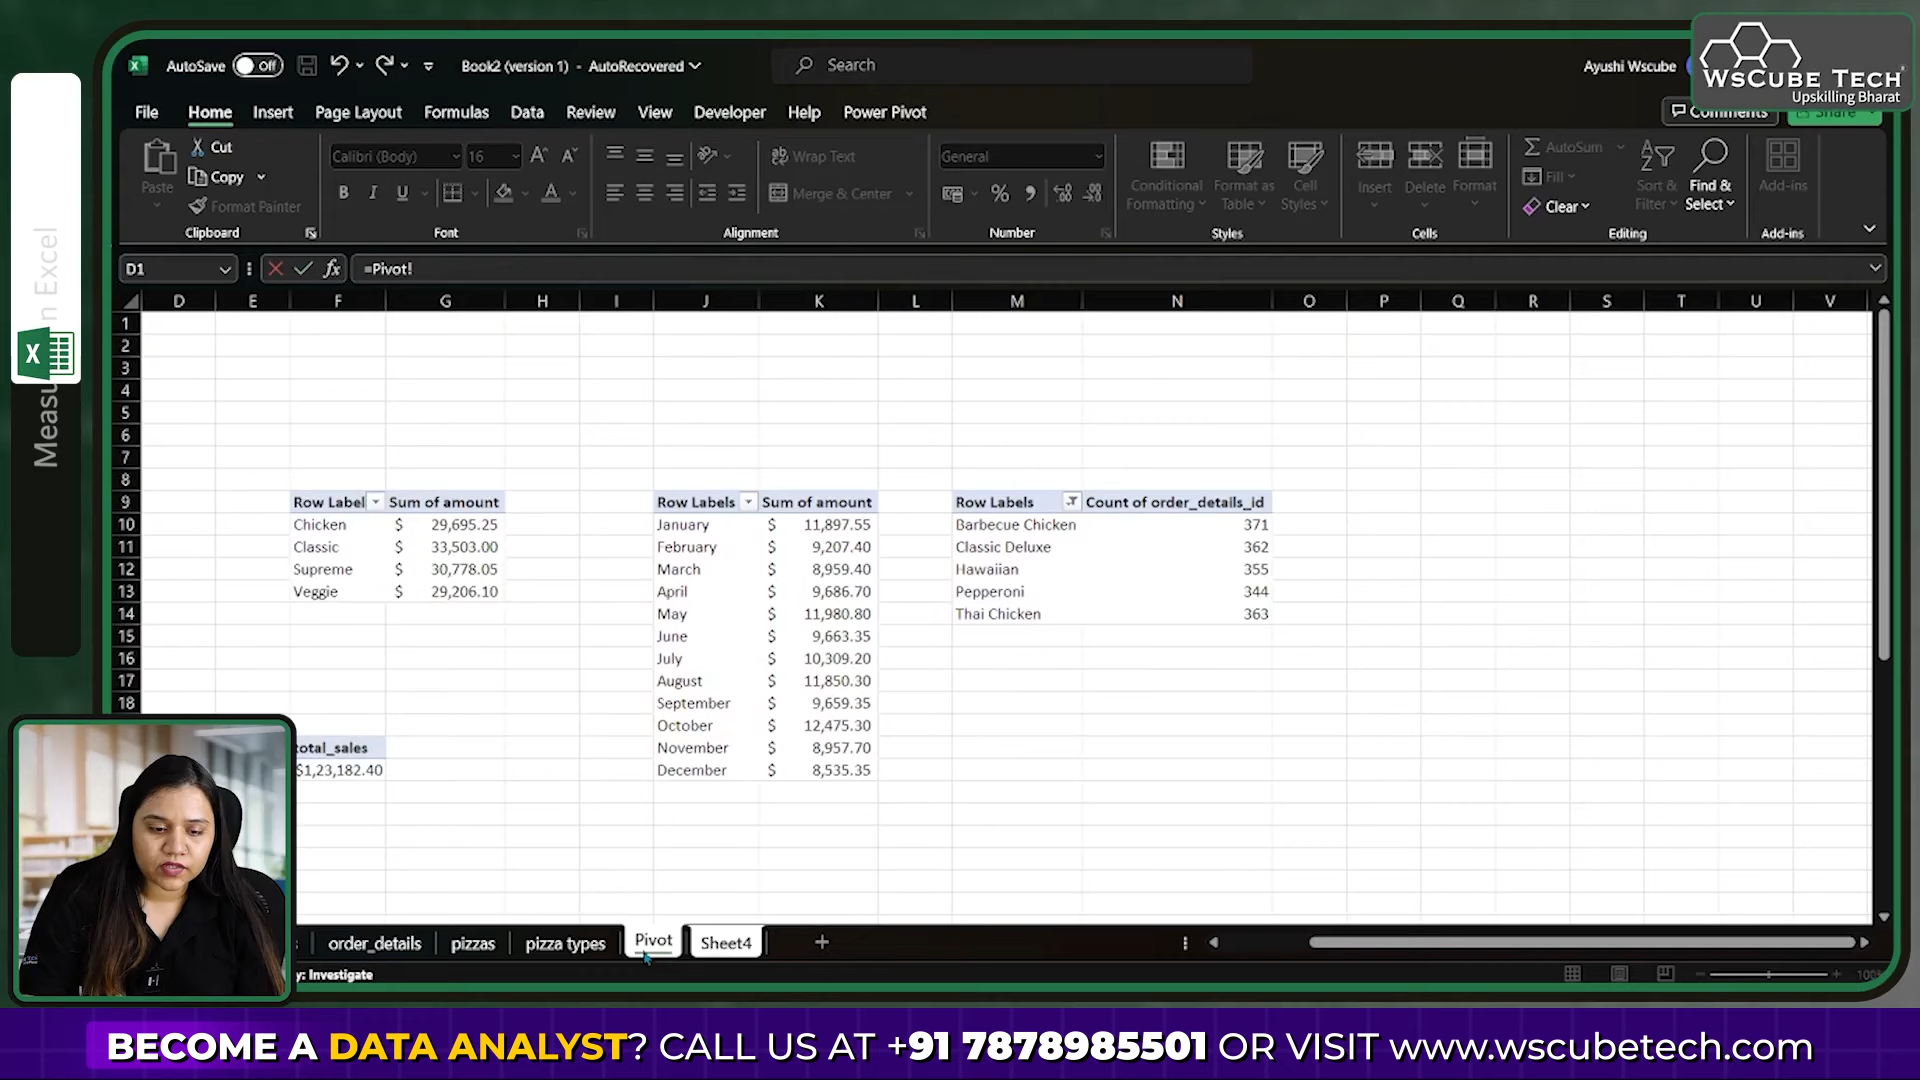 AutoSave Off Book2 (version 1) - AutoRecovered Search Ayushi Wscube
WsCube Tech
Upskilling Bharat
File Home Insert Page Layout Formulas Data Review View Developer Help Power Pivot Comments Share
Paste Cut Copy Format Painter
Calibri (Body) 16
Wrap Text Merge & Center
General
Conditional Formatting Format as Table Cell Styles
Insert Delete Format
AutoSum Fill Clear Sort & Filter Find & Select
Add-ins
Clipboard Font Alignment Number Styles Cells Editing Add-ins
D1 fx =Pivot!
D E F G H I J K L M N O P Q R S T U V
1
2
3
4
5
6
7
8
9 Row Label Sum of amount Row Labels Sum of amount Row Labels Count of order_details_id
10 Chicken $ 29,695.25 January $ 11,897.55 Barbecue Chicken 371
11 Classic $ 33,503.00 February $ 9,207.40 Classic Deluxe 362
12 Supreme $ 30,778.05 March $ 8,959.40 Hawaiian 355
13 Veggie $ 29,206.10 April $ 9,686.70 Pepperoni 344
14 May $ 11,980.80 Thai Chicken 363
15 June $ 9,663.35
16 July $ 10,309.20
17 August $ 11,850.30
18 September $ 9,659.35
October $ 12,475.30
total_sales November $ 8,957.70
$1,23,182.40 December $ 8,535.35
order_details pizzas pizza types Pivot Sheet4
y: Investigate
Measu n Excel
BECOME A DATA ANALYST? CALL US AT +91 7878985501 OR VISIT www.wscubetech.com